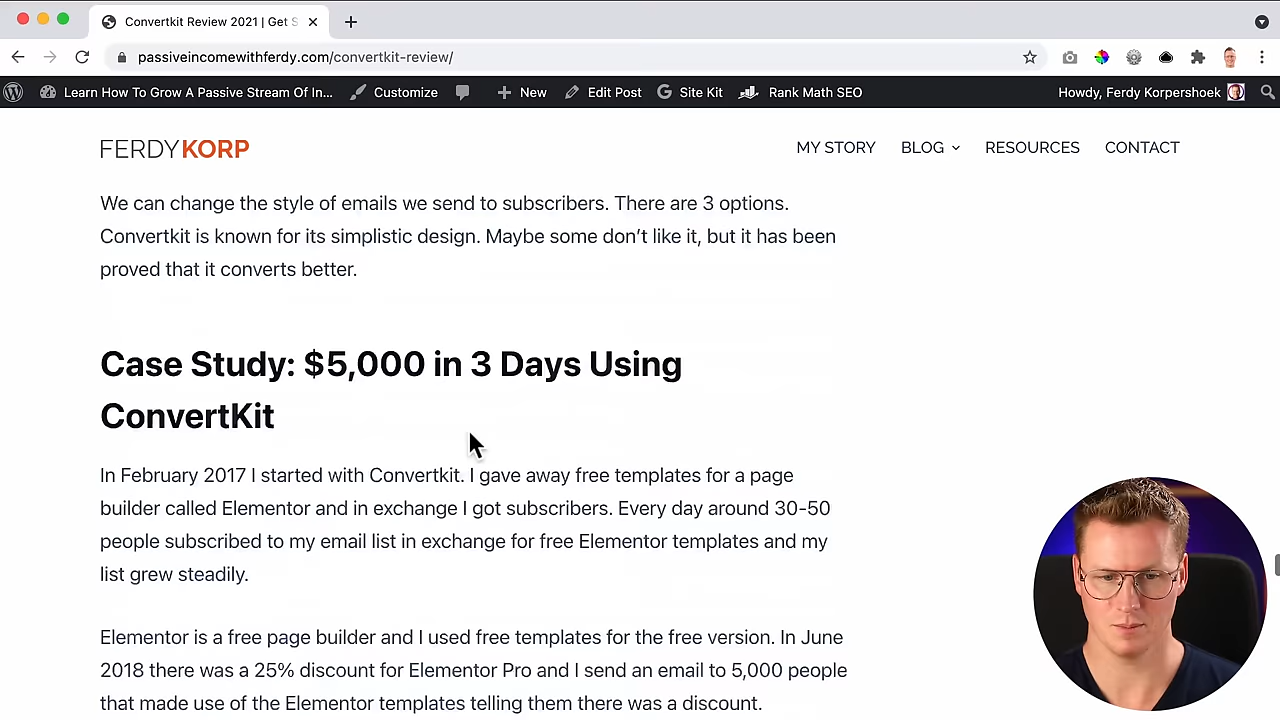 Convertkit Review 2021 | Get S
passiveincomewithferdy.com/convertkit-review/
Learn How To Grow A Passive Stream Of In... Customize New Edit Post Site Kit Rank Math SEO Howdy, Ferdy Korpershoek
FERDYKORP MY STORY BLOG RESOURCES CONTACT
We can change the style of emails we send to subscribers. There are 3 options.
Convertkit is known for its simplistic design. Maybe some don’t like it, but it has been
proved that it converts better.
Case Study: $5,000 in 3 Days Using
ConvertKit
In February 2017 I started with Convertkit. I gave away free templates for a page
builder called Elementor and in exchange I got subscribers. Every day around 30-50
people subscribed to my email list in exchange for free Elementor templates and my
list grew steadily.
Elementor is a free page builder and I used free templates for the free version. In June
2018 there was a 25% discount for Elementor Pro and I send an email to 5,000 people
that made use of the Elementor templates telling them there was a discount.